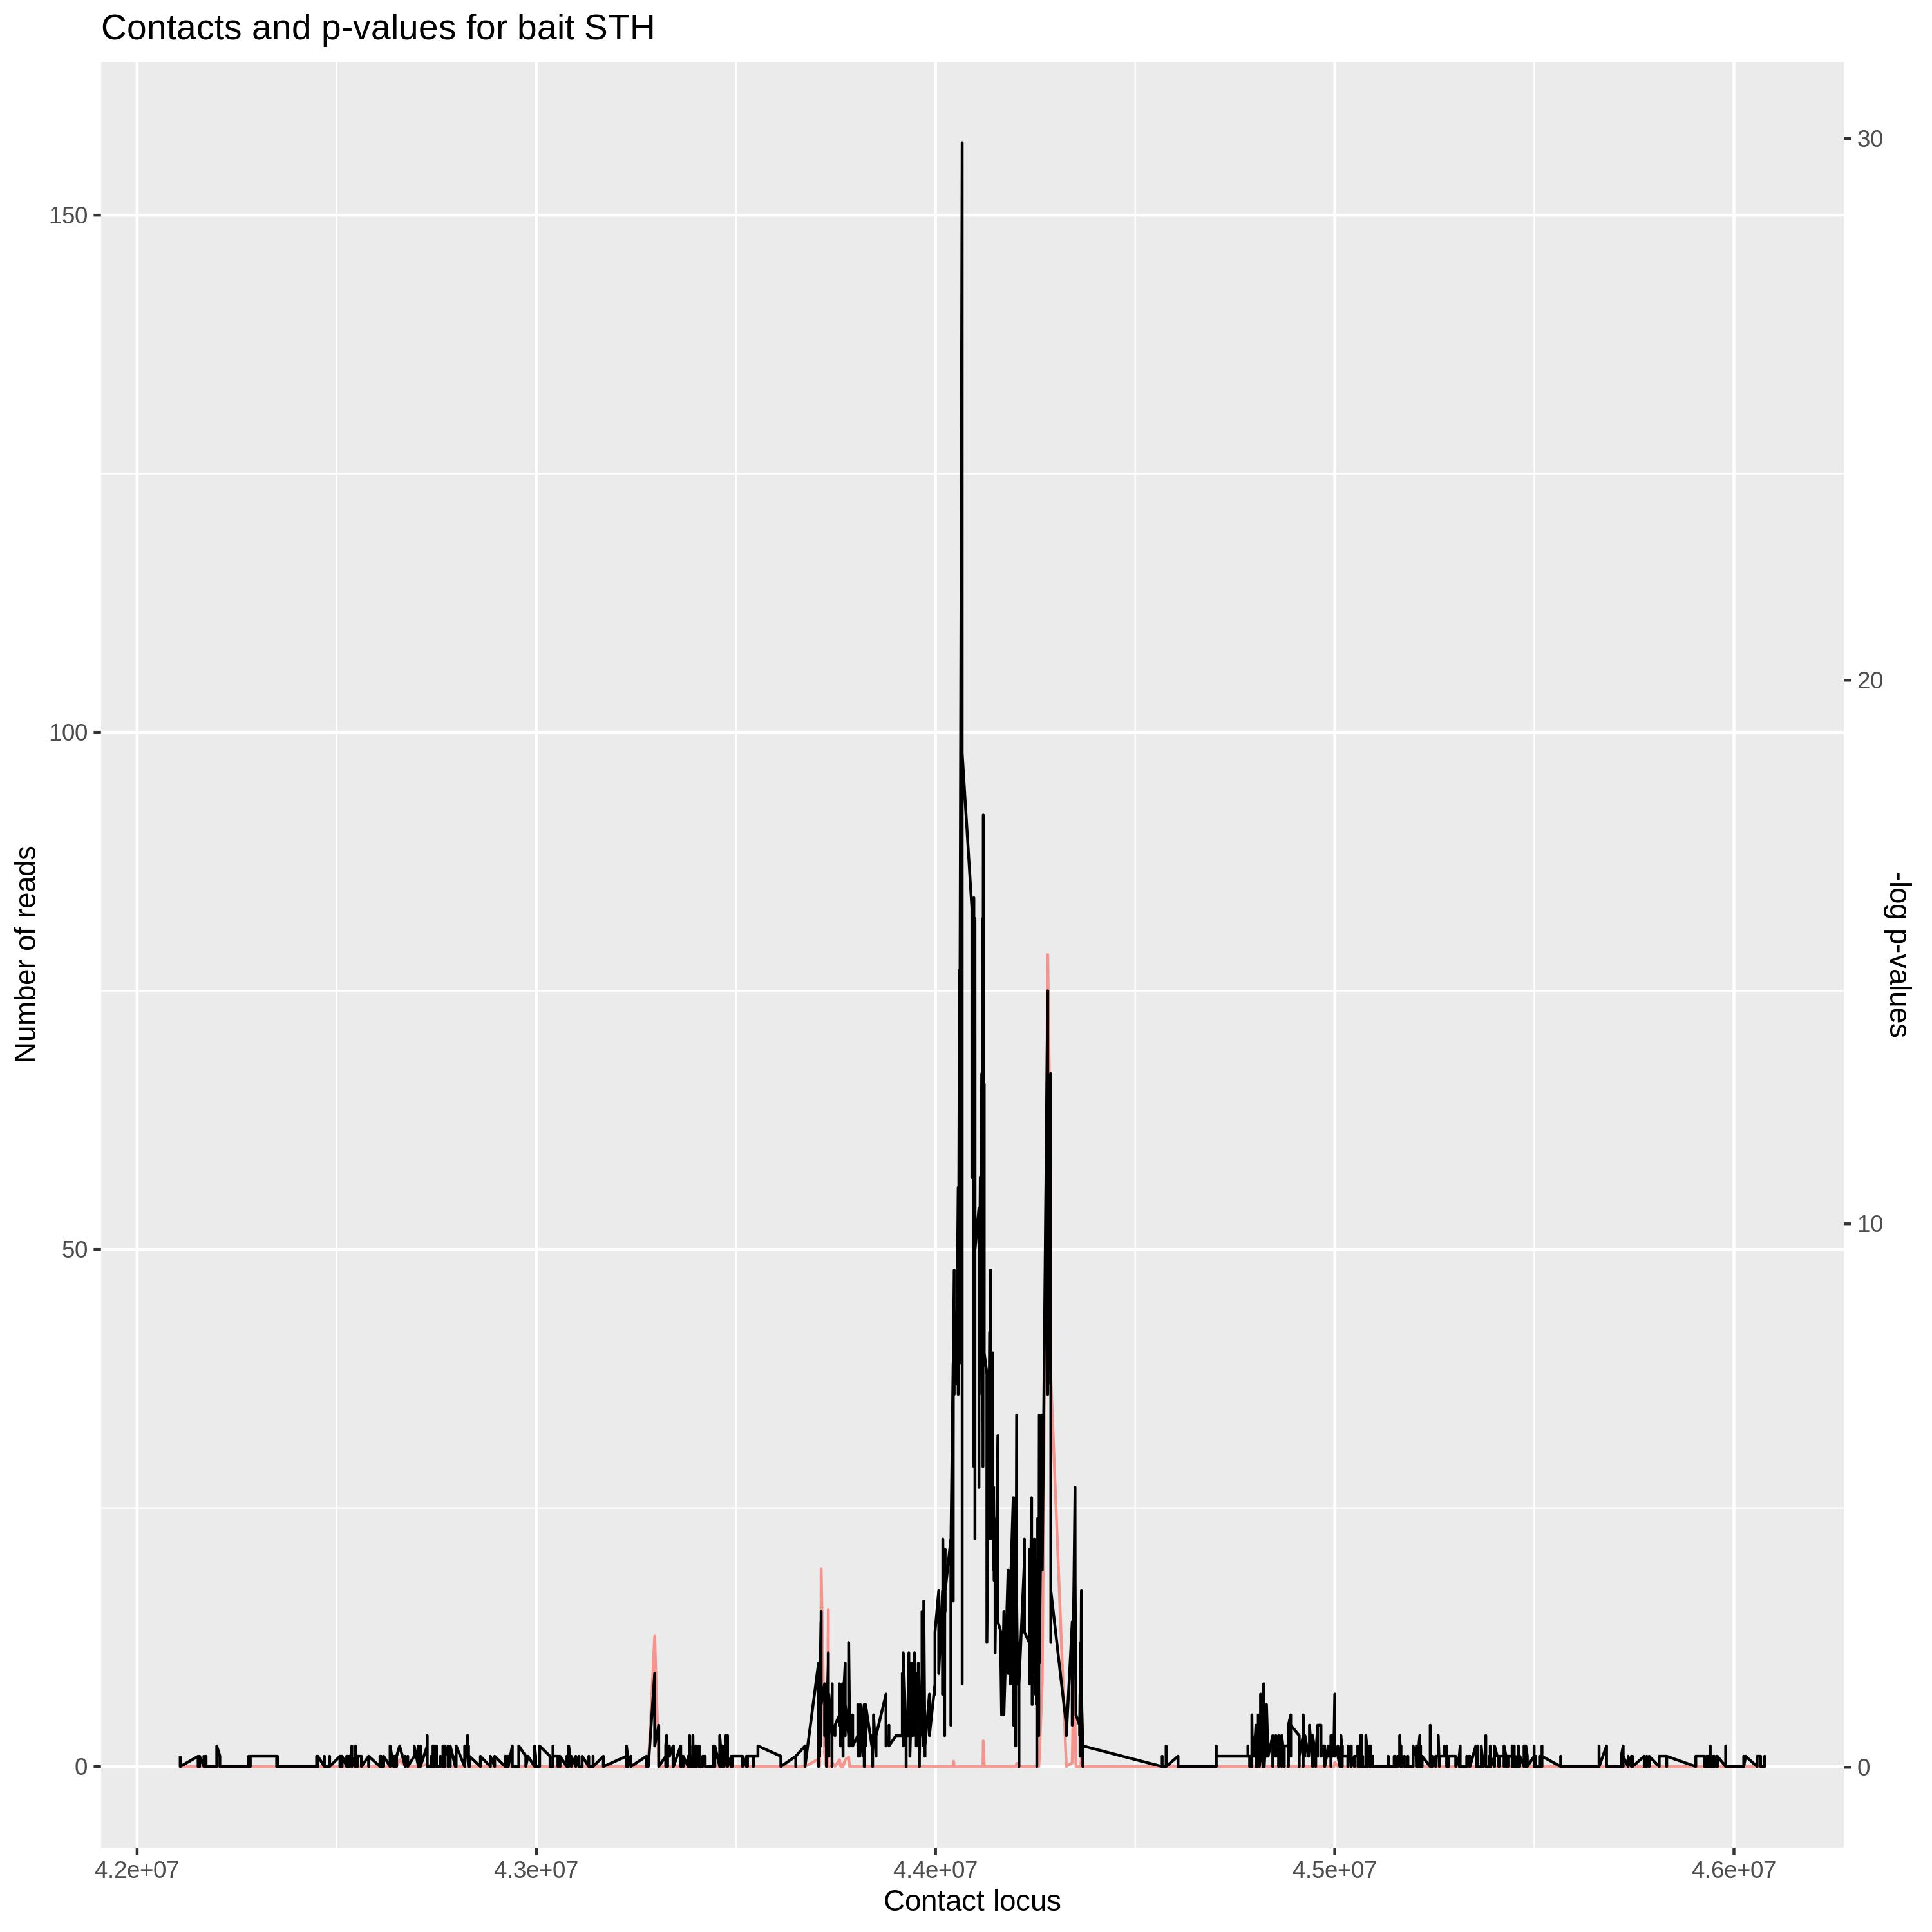 Contacts and p-values for bait STH
150
100
50
0
Number of reads
30
20
10
0
-log p-values
4.2e+07
4.3e+07
4.4e+07
4.5e+07
4.6e+07
Contact locus